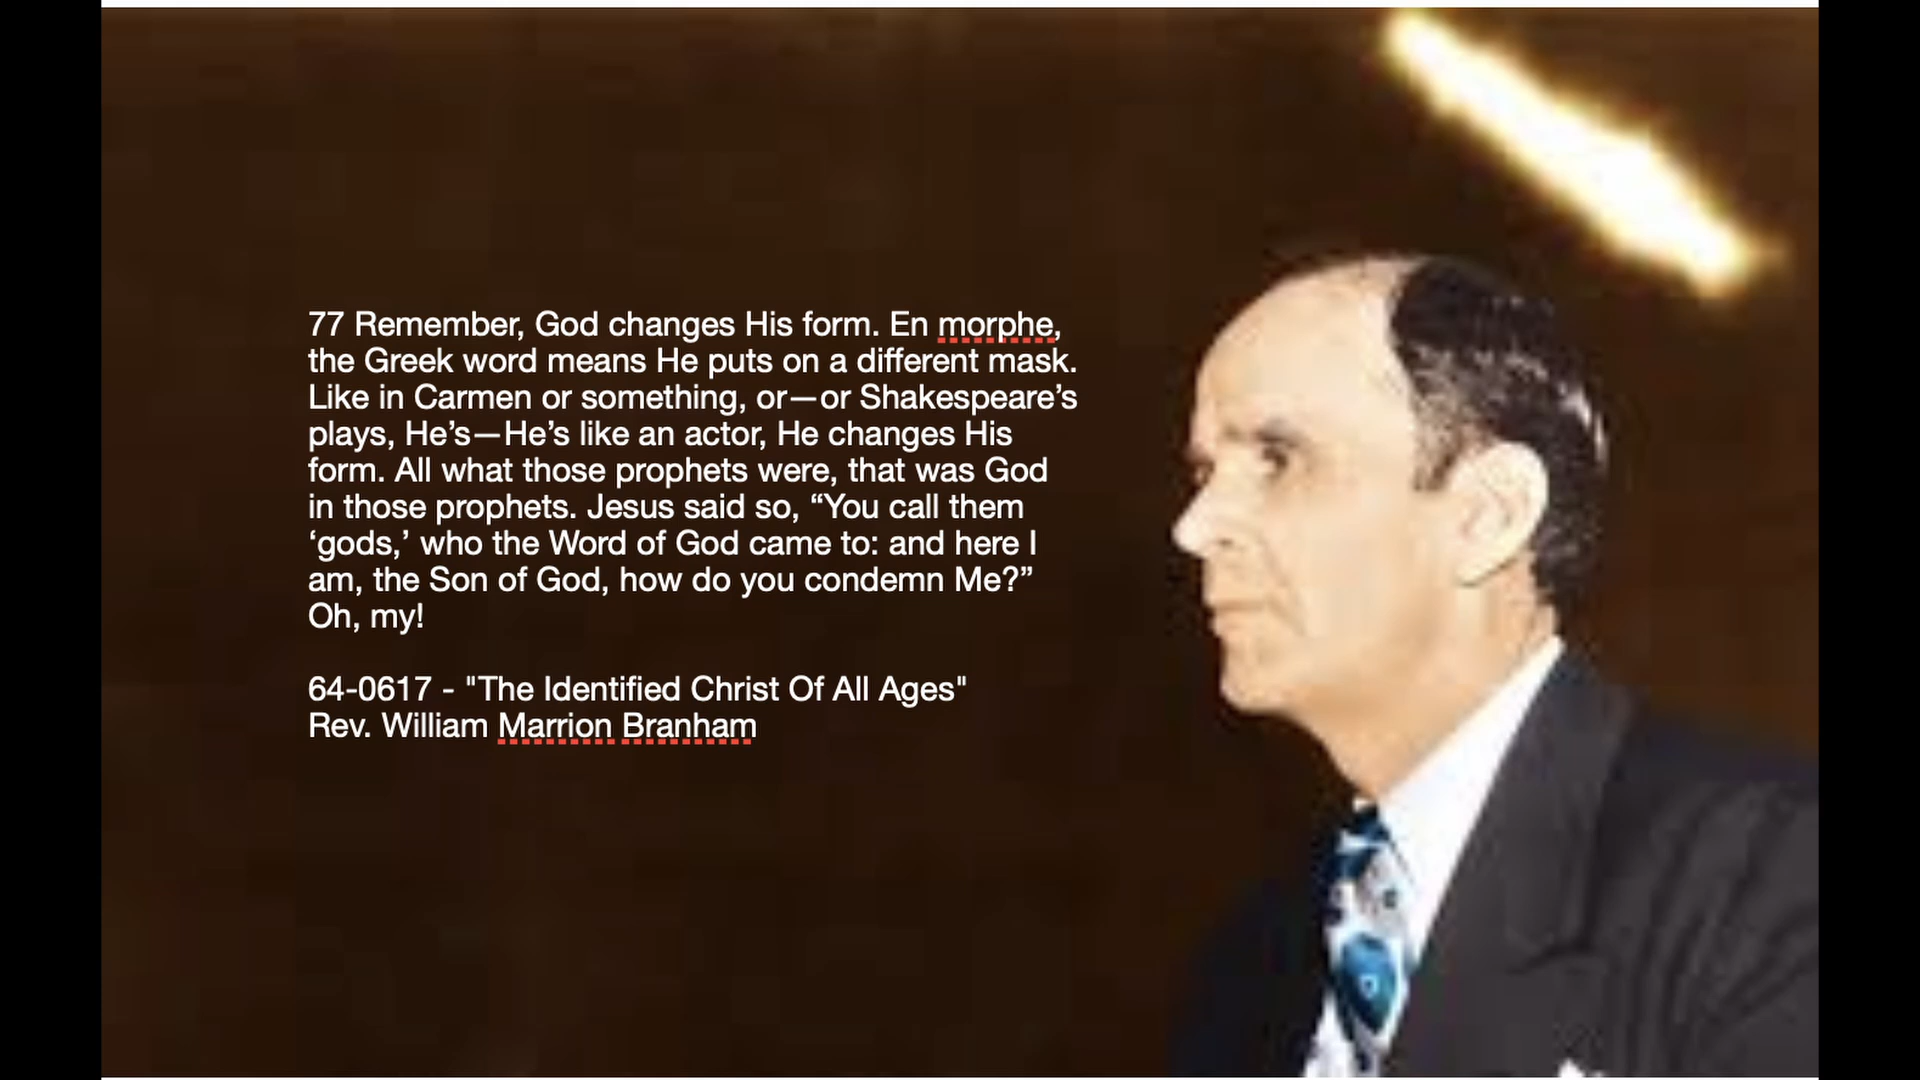 77 Remember, God changes His form. En morphe,
the Greek word means He puts on a different mask.
Like in Carmen or something, or—or Shakespeare’s
plays, He’s—He’s like an actor, He changes His
form. All what those prophets were, that was God
in those prophets. Jesus said so, “You call them
‘gods,’ who the Word of God came to: and here I
am, the Son of God, how do you condemn Me?”
Oh, my!
64-0617 - "The Identified Christ Of All Ages"
Rev. William Marrion Branham